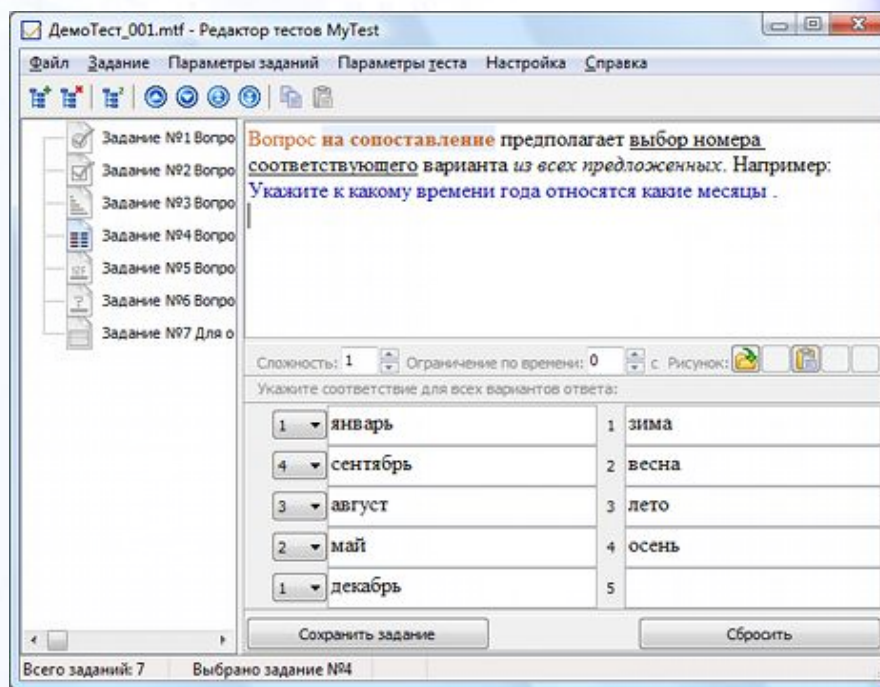 ДемоТест_001.mtf - Редактор тестов MyTest
Файл Задание Параметры заданий Параметры теста Настройка Справка
Задание №1 Вопро
Задание №2 Вопро
Задание №3 Вопро
Задание №4 Вопро
Задание №5 Вопро
Задание №6 Вопро
Задание №7 Для о
Вопрос на сопоставление предполагает выбор номера
соответствующего варианта из всех предложенных. Например:
Укажите к какому времени года относятся какие месяцы .
Сложность: 1 Ограничение по времени: 0 с Рисунок:
Укажите соответствие для всех вариантов ответа:
1 январь 1 зима
4 сентябрь 2 весна
3 август 3 лето
2 май 4 осень
1 декабрь 5
Сохранить задание Сбросить
Всего заданий: 7 Выбрано задание №4